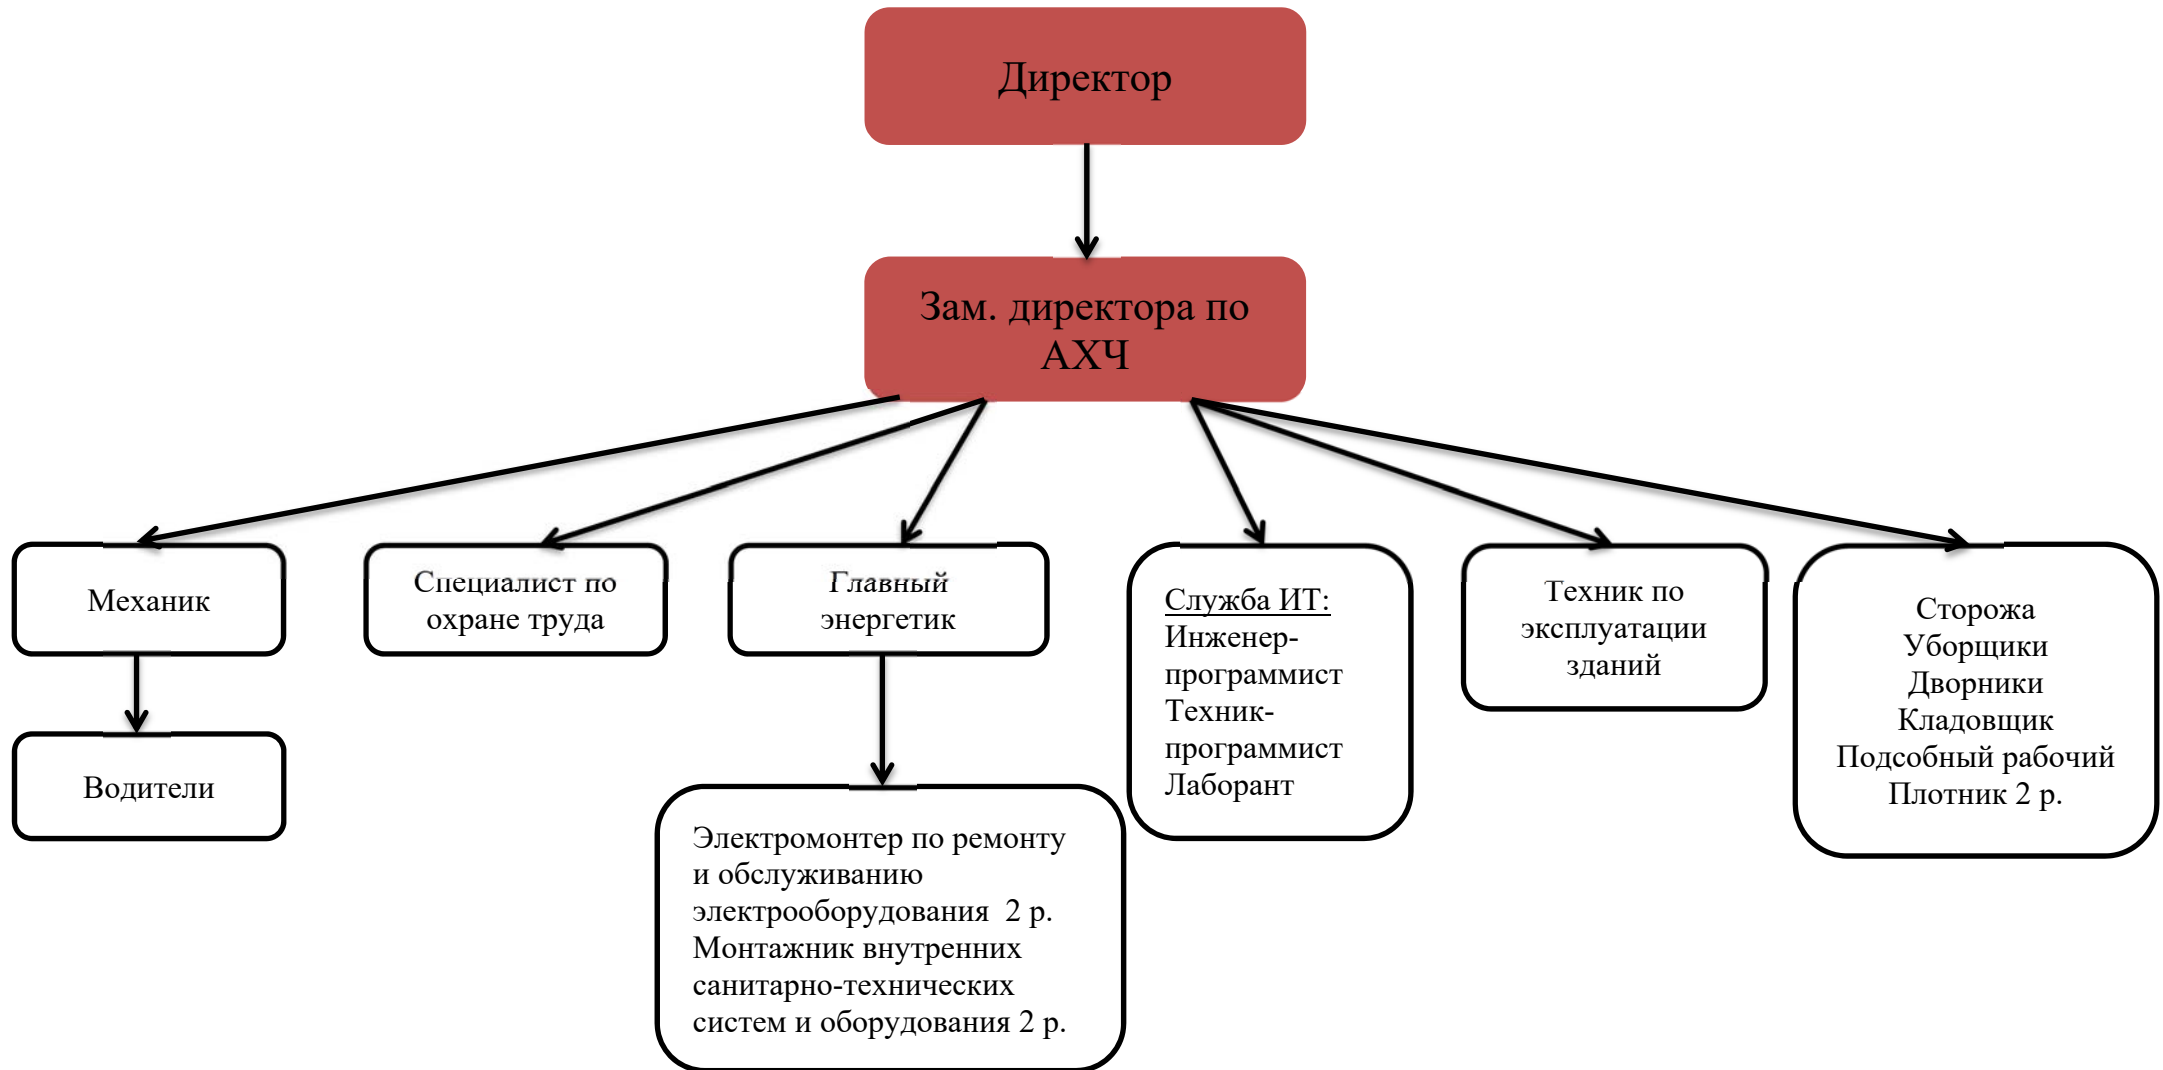 Директор
Зам. директора по
АХЧ
Механик
Специалист по
охране труда
Главный
энергетик
Служба ИТ:
Инженер-
программист
Техник-
программист
Лаборант
Техник по
эксплуатации
зданий
Сторожа
Уборщики
Дворники
Кладовщик
Подсобный рабочий
Плотник 2 р.
Водители
Электромонтер по ремонту
и обслуживанию
электрооборудования  2 р.
Монтажник внутренних
санитарно-технических
систем и оборудования 2 р.